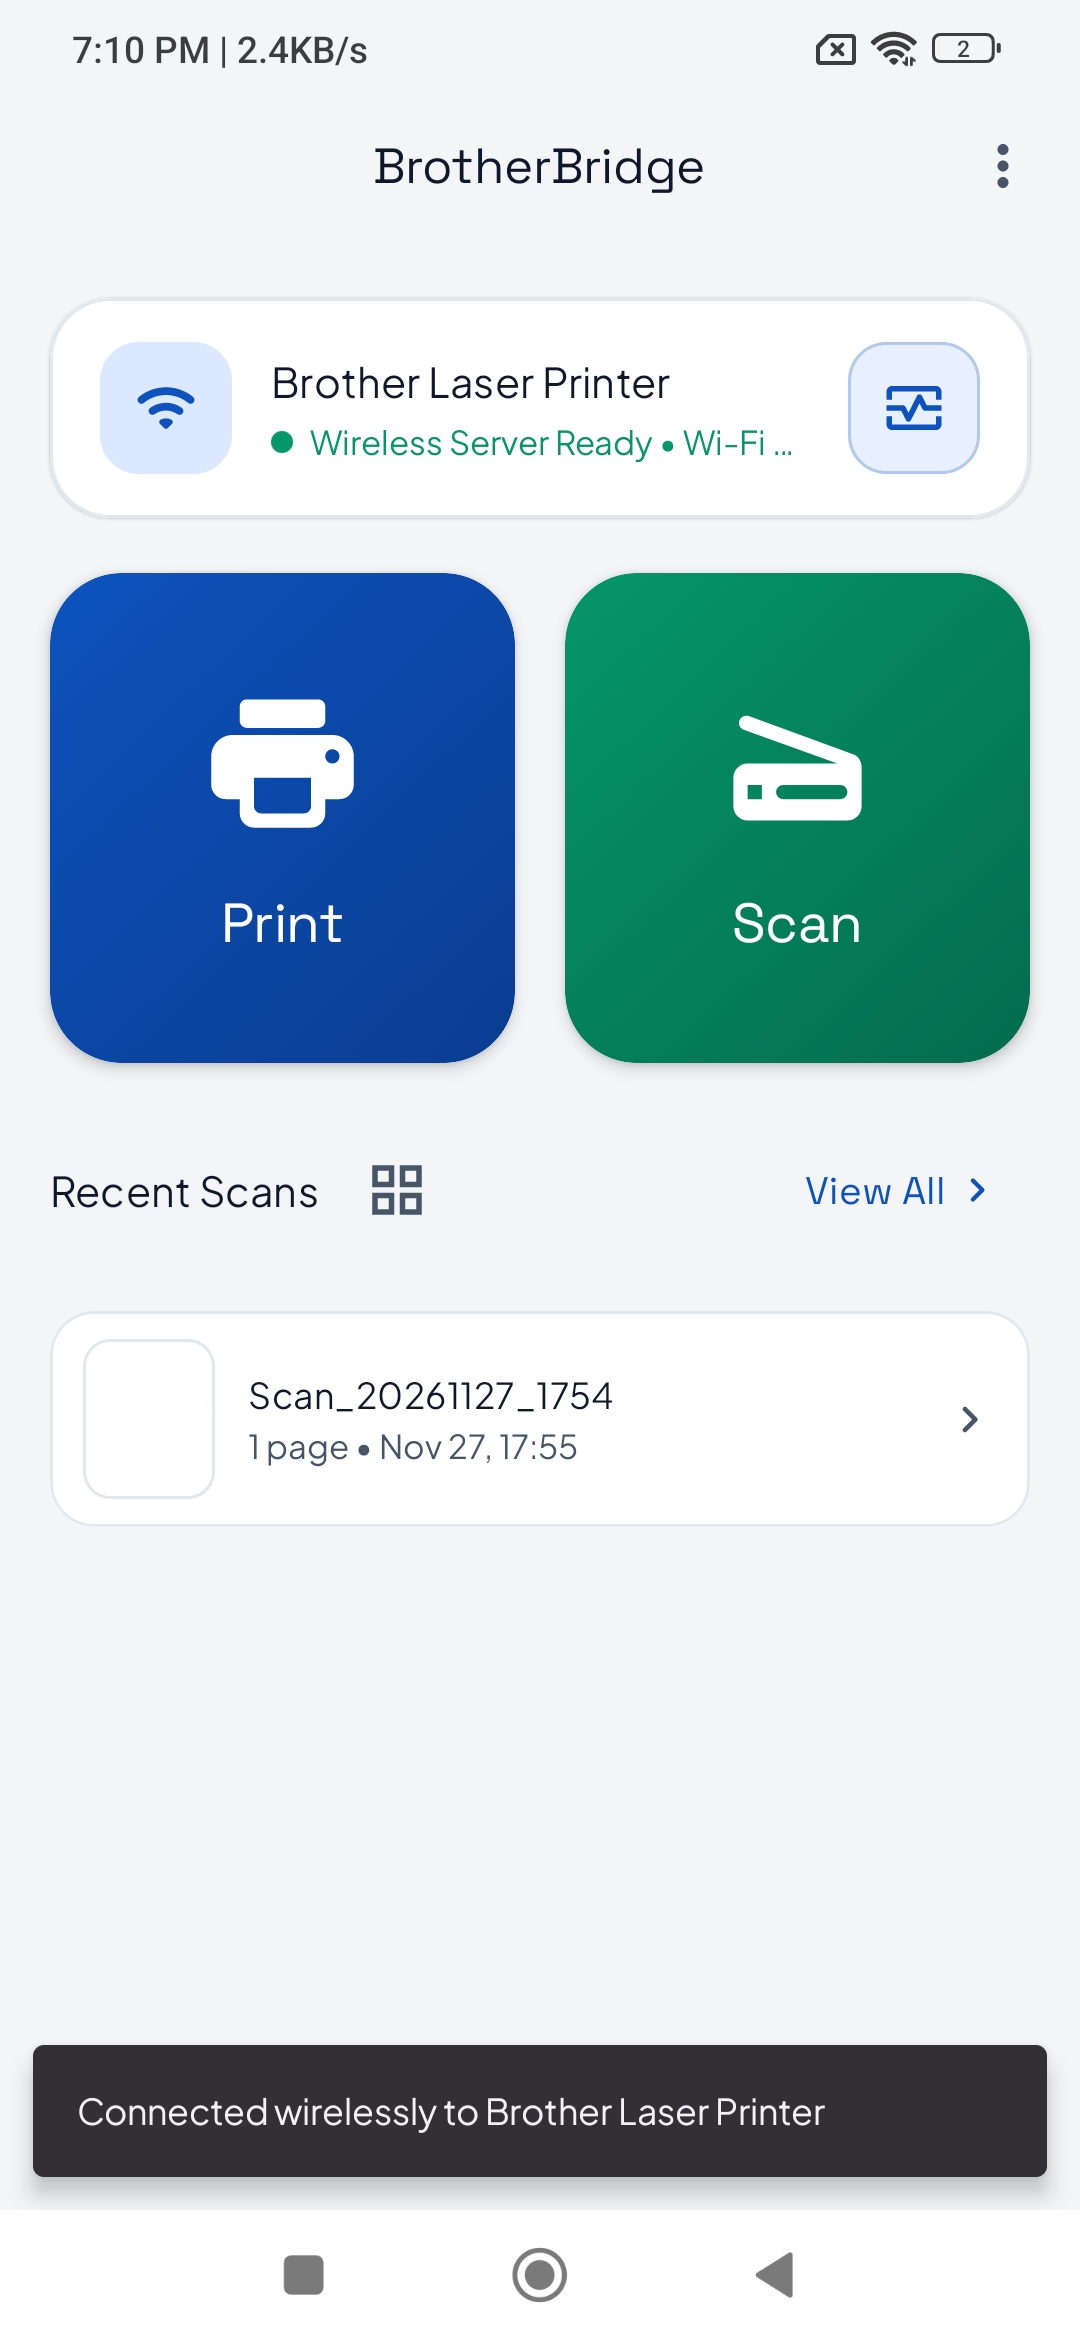 7:10 PM | 2.4KB/s
2
BrotherBridge
Brother Laser Printer
Wireless Server Ready • Wi-Fi ...
Print
Scan
Recent Scans
View All
Scan_20261127_1754
1 page • Nov 27, 17:55
Connected wirelessly to Brother Laser Printer